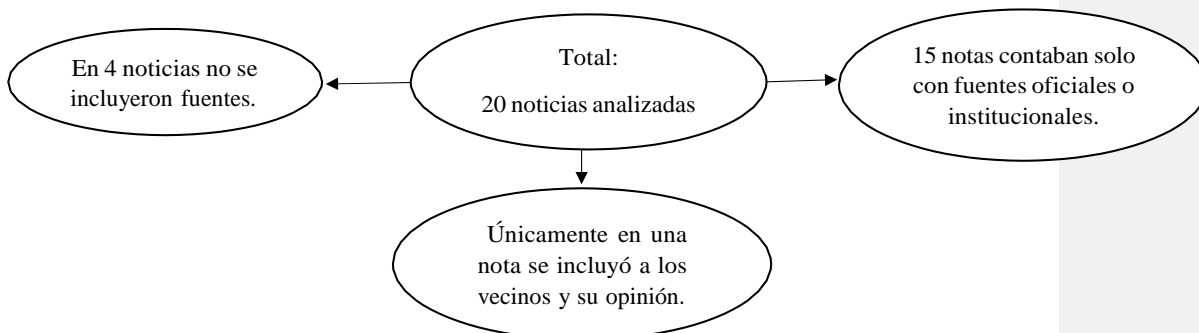 En 4 noticias no se
incluyeron fuentes.
Total:
20 noticias analizadas
15 notas contaban solo
con fuentes oficiales o
institucionales.
Únicamente en una
nota se incluyó a los
vecinos y su opinión.